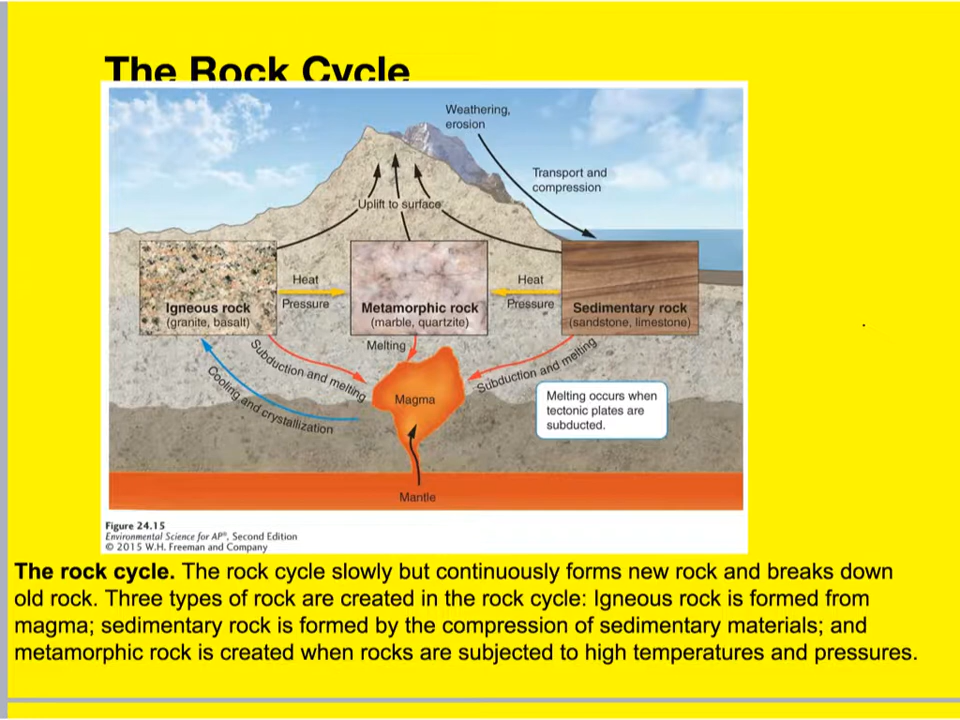 The Rock Cycle
Weathering,
erosion
Transport and
compression
Uplift to surface
Heat
Pressure
Heat
Pressure
Igneous rock
(granite, basalt)
Metamorphic rock
(marble, quartzite)
Sedimentary rock
(sandstone, limestone)
Melting
Subduction and melting
Subduction and melting
Cooling and crystallization
Magma
Melting occurs when
tectonic plates are
subducted.
Mantle
Figure 24.15
Environmental Science for AP®, Second Edition
© 2015 W.H. Freeman and Company
The rock cycle. The rock cycle slowly but continuously forms new rock and breaks down
old rock. Three types of rock are created in the rock cycle: Igneous rock is formed from
magma; sedimentary rock is formed by the compression of sedimentary materials; and
metamorphic rock is created when rocks are subjected to high temperatures and pressures.